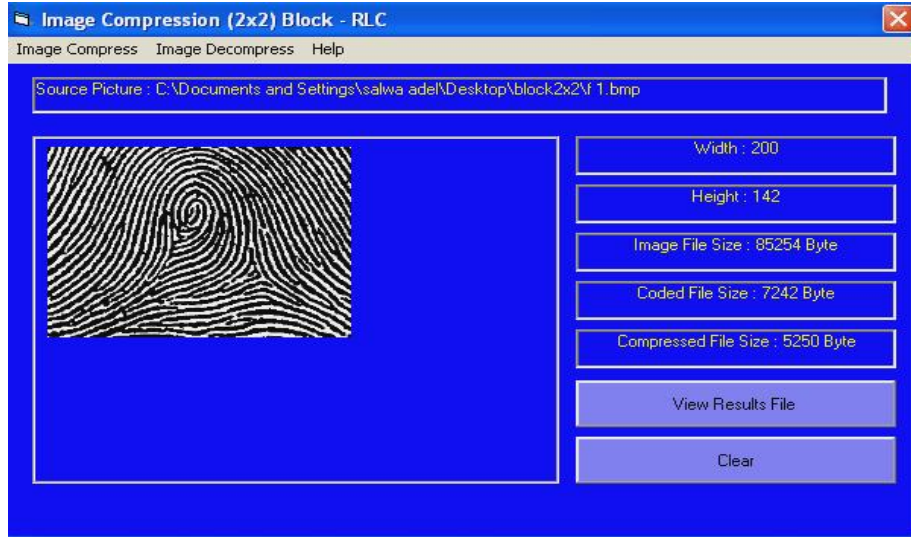 Image Compression (2x2) Block - RLC
Image Compress Image Decompress Help
Source Picture : C:\Documents and Settings\salwa adel\Desktop\block2x2\f 1.bmp
Width : 200
Height : 142
Image File Size : 85254 Byte
Coded File Size : 7242 Byte
Compressed File Size : 5250 Byte
View Results File
Clear